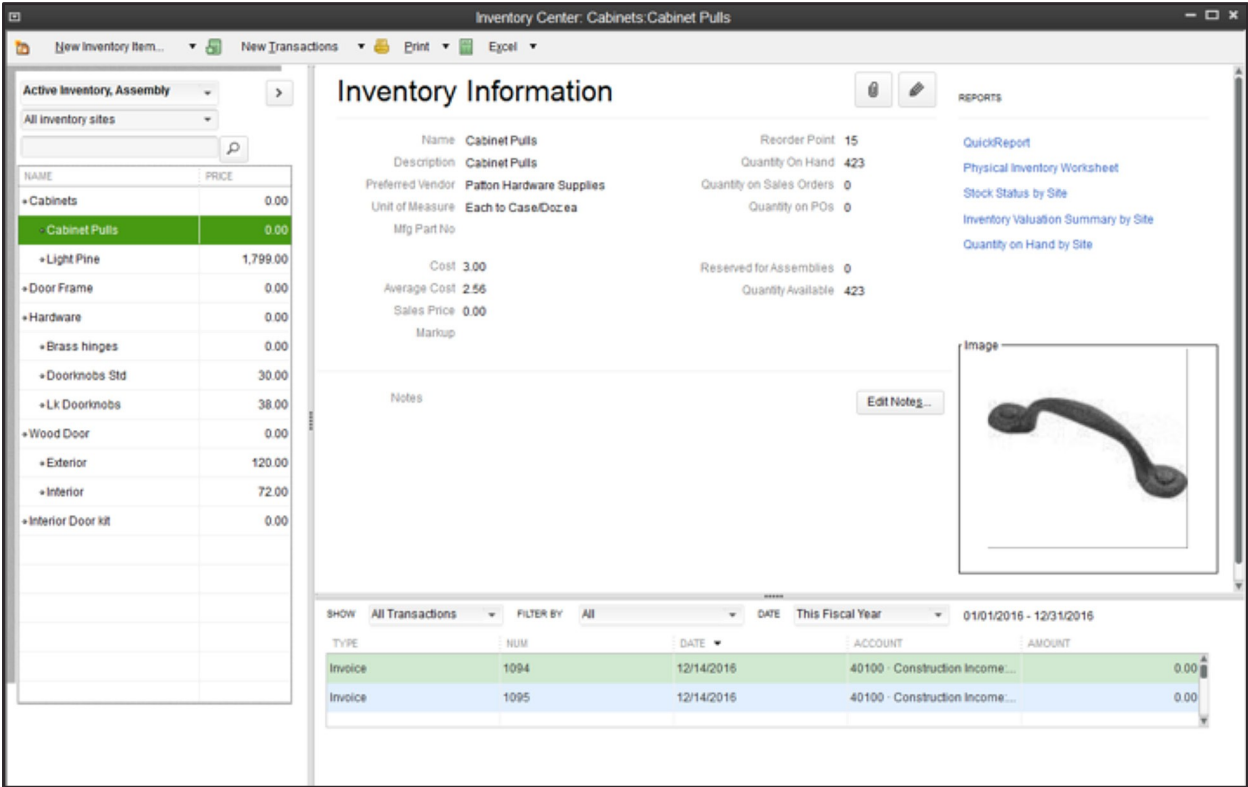 Inventory Center: Cabinets:Cabinet Pulls
New Inventory Item... New Transactions Print Excel
Active Inventory, Assembly
All inventory sites
NAME PRICE
Cabinets 0.00
Cabinet Pulls 0.00
Light Pine 1,799.00
Door Frame 0.00
Hardware 0.00
Brass hinges 0.00
Doorknobs Std 30.00
Lk Doorknobs 38.00
Wood Door 0.00
Exterior 120.00
Interior 72.00
Interior Door kit 0.00
Inventory Information
Name Cabinet Pulls
Description Cabinet Pulls
Preferred Vendor Patton Hardware Supplies
Unit of Measure Each to Case/Doz:ea
Mfg Part No
Cost 3.00
Average Cost 2.56
Sales Price 0.00
Markup
Reorder Point 15
Quantity On Hand 423
Quantity on Sales Orders 0
Quantity on POs 0
Reserved for Assemblies 0
Quantity Available 423
Notes
Edit Notes...
REPORTS
QuickReport
Physical Inventory Worksheet
Stock Status by Site
Inventory Valuation Summary by Site
Quantity on Hand by Site
Image
SHOW All Transactions FILTER BY All DATE This Fiscal Year 01/01/2016 - 12/31/2016
TYPE NUM DATE ACCOUNT AMOUNT
Invoice 1094 12/14/2016 40100 · Construction Income:... 0.00
Invoice 1095 12/14/2016 40100 · Construction Income:... 0.00